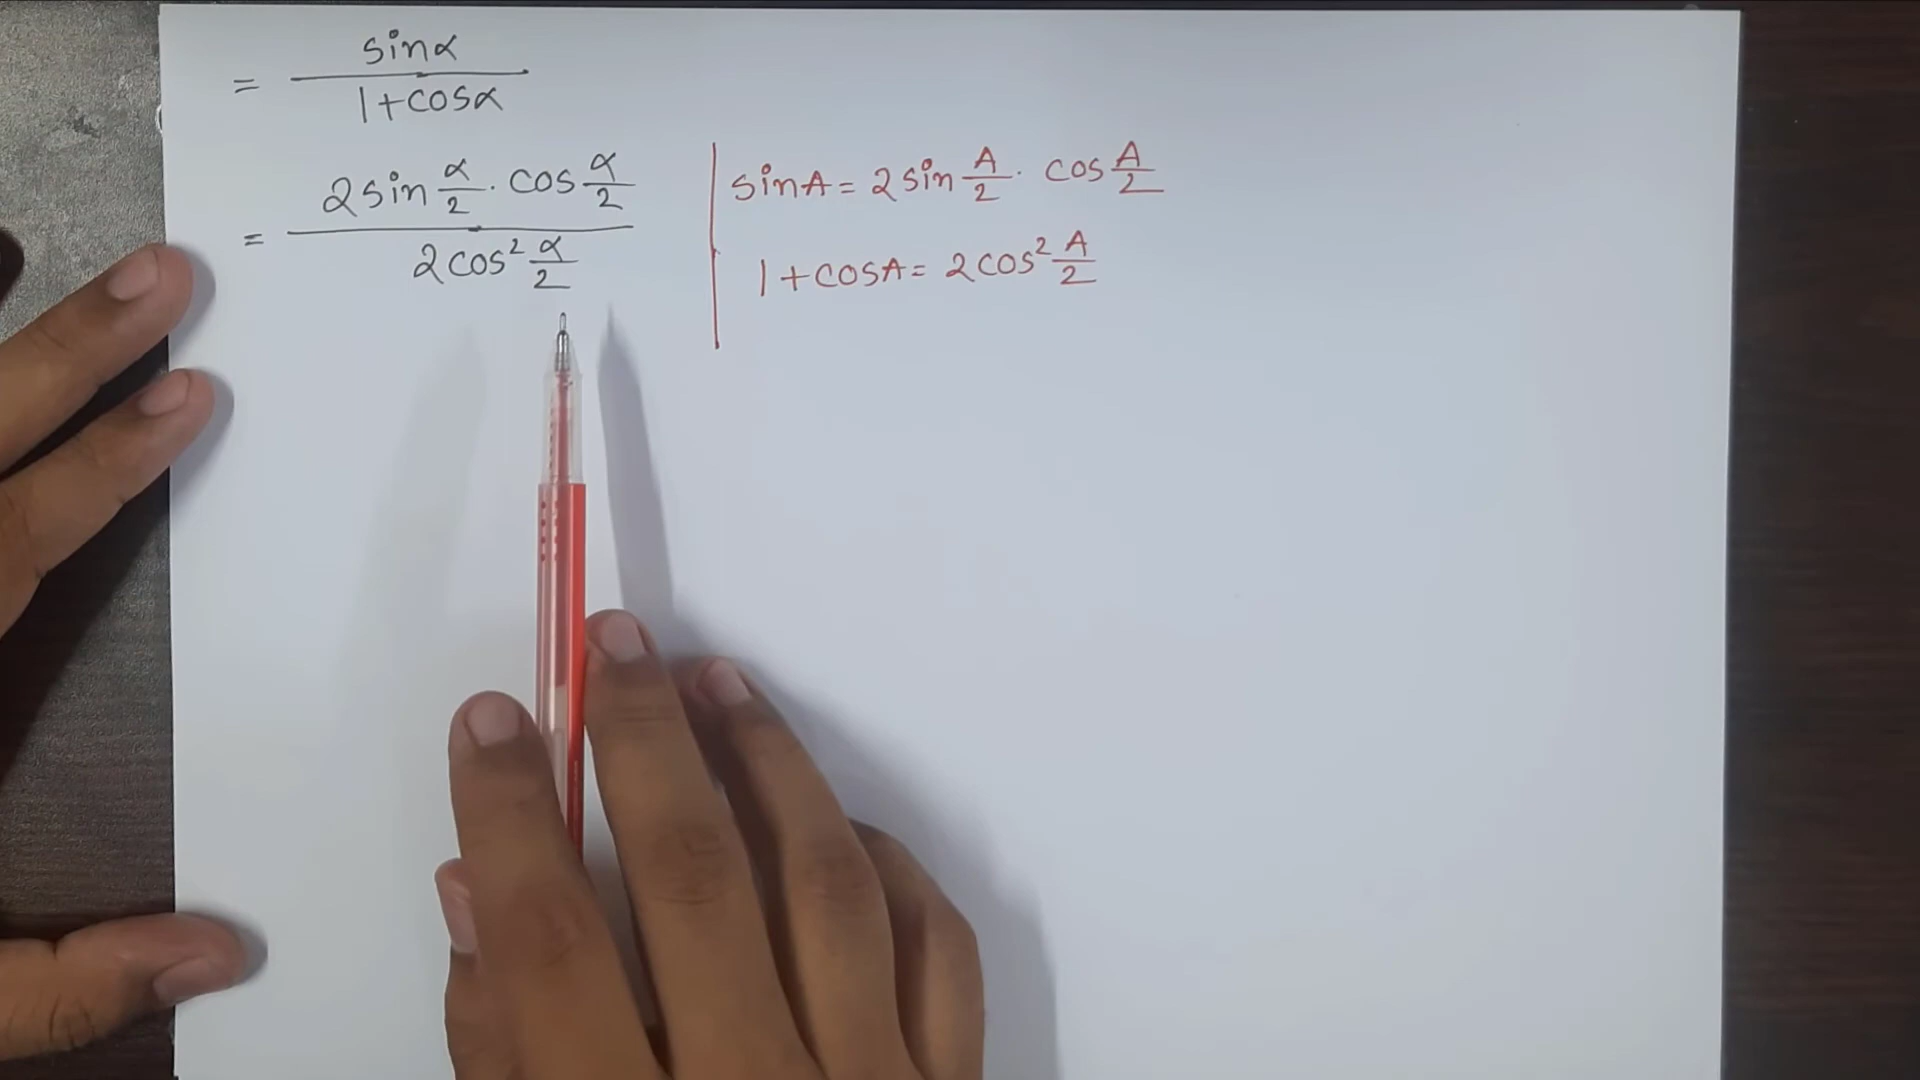 = sinα / 1+cosα
= 2sin α/2 · cos α/2 / 2cos² α/2
sinA = 2sin A/2 · cos A/2
1+cosA = 2cos² A/2